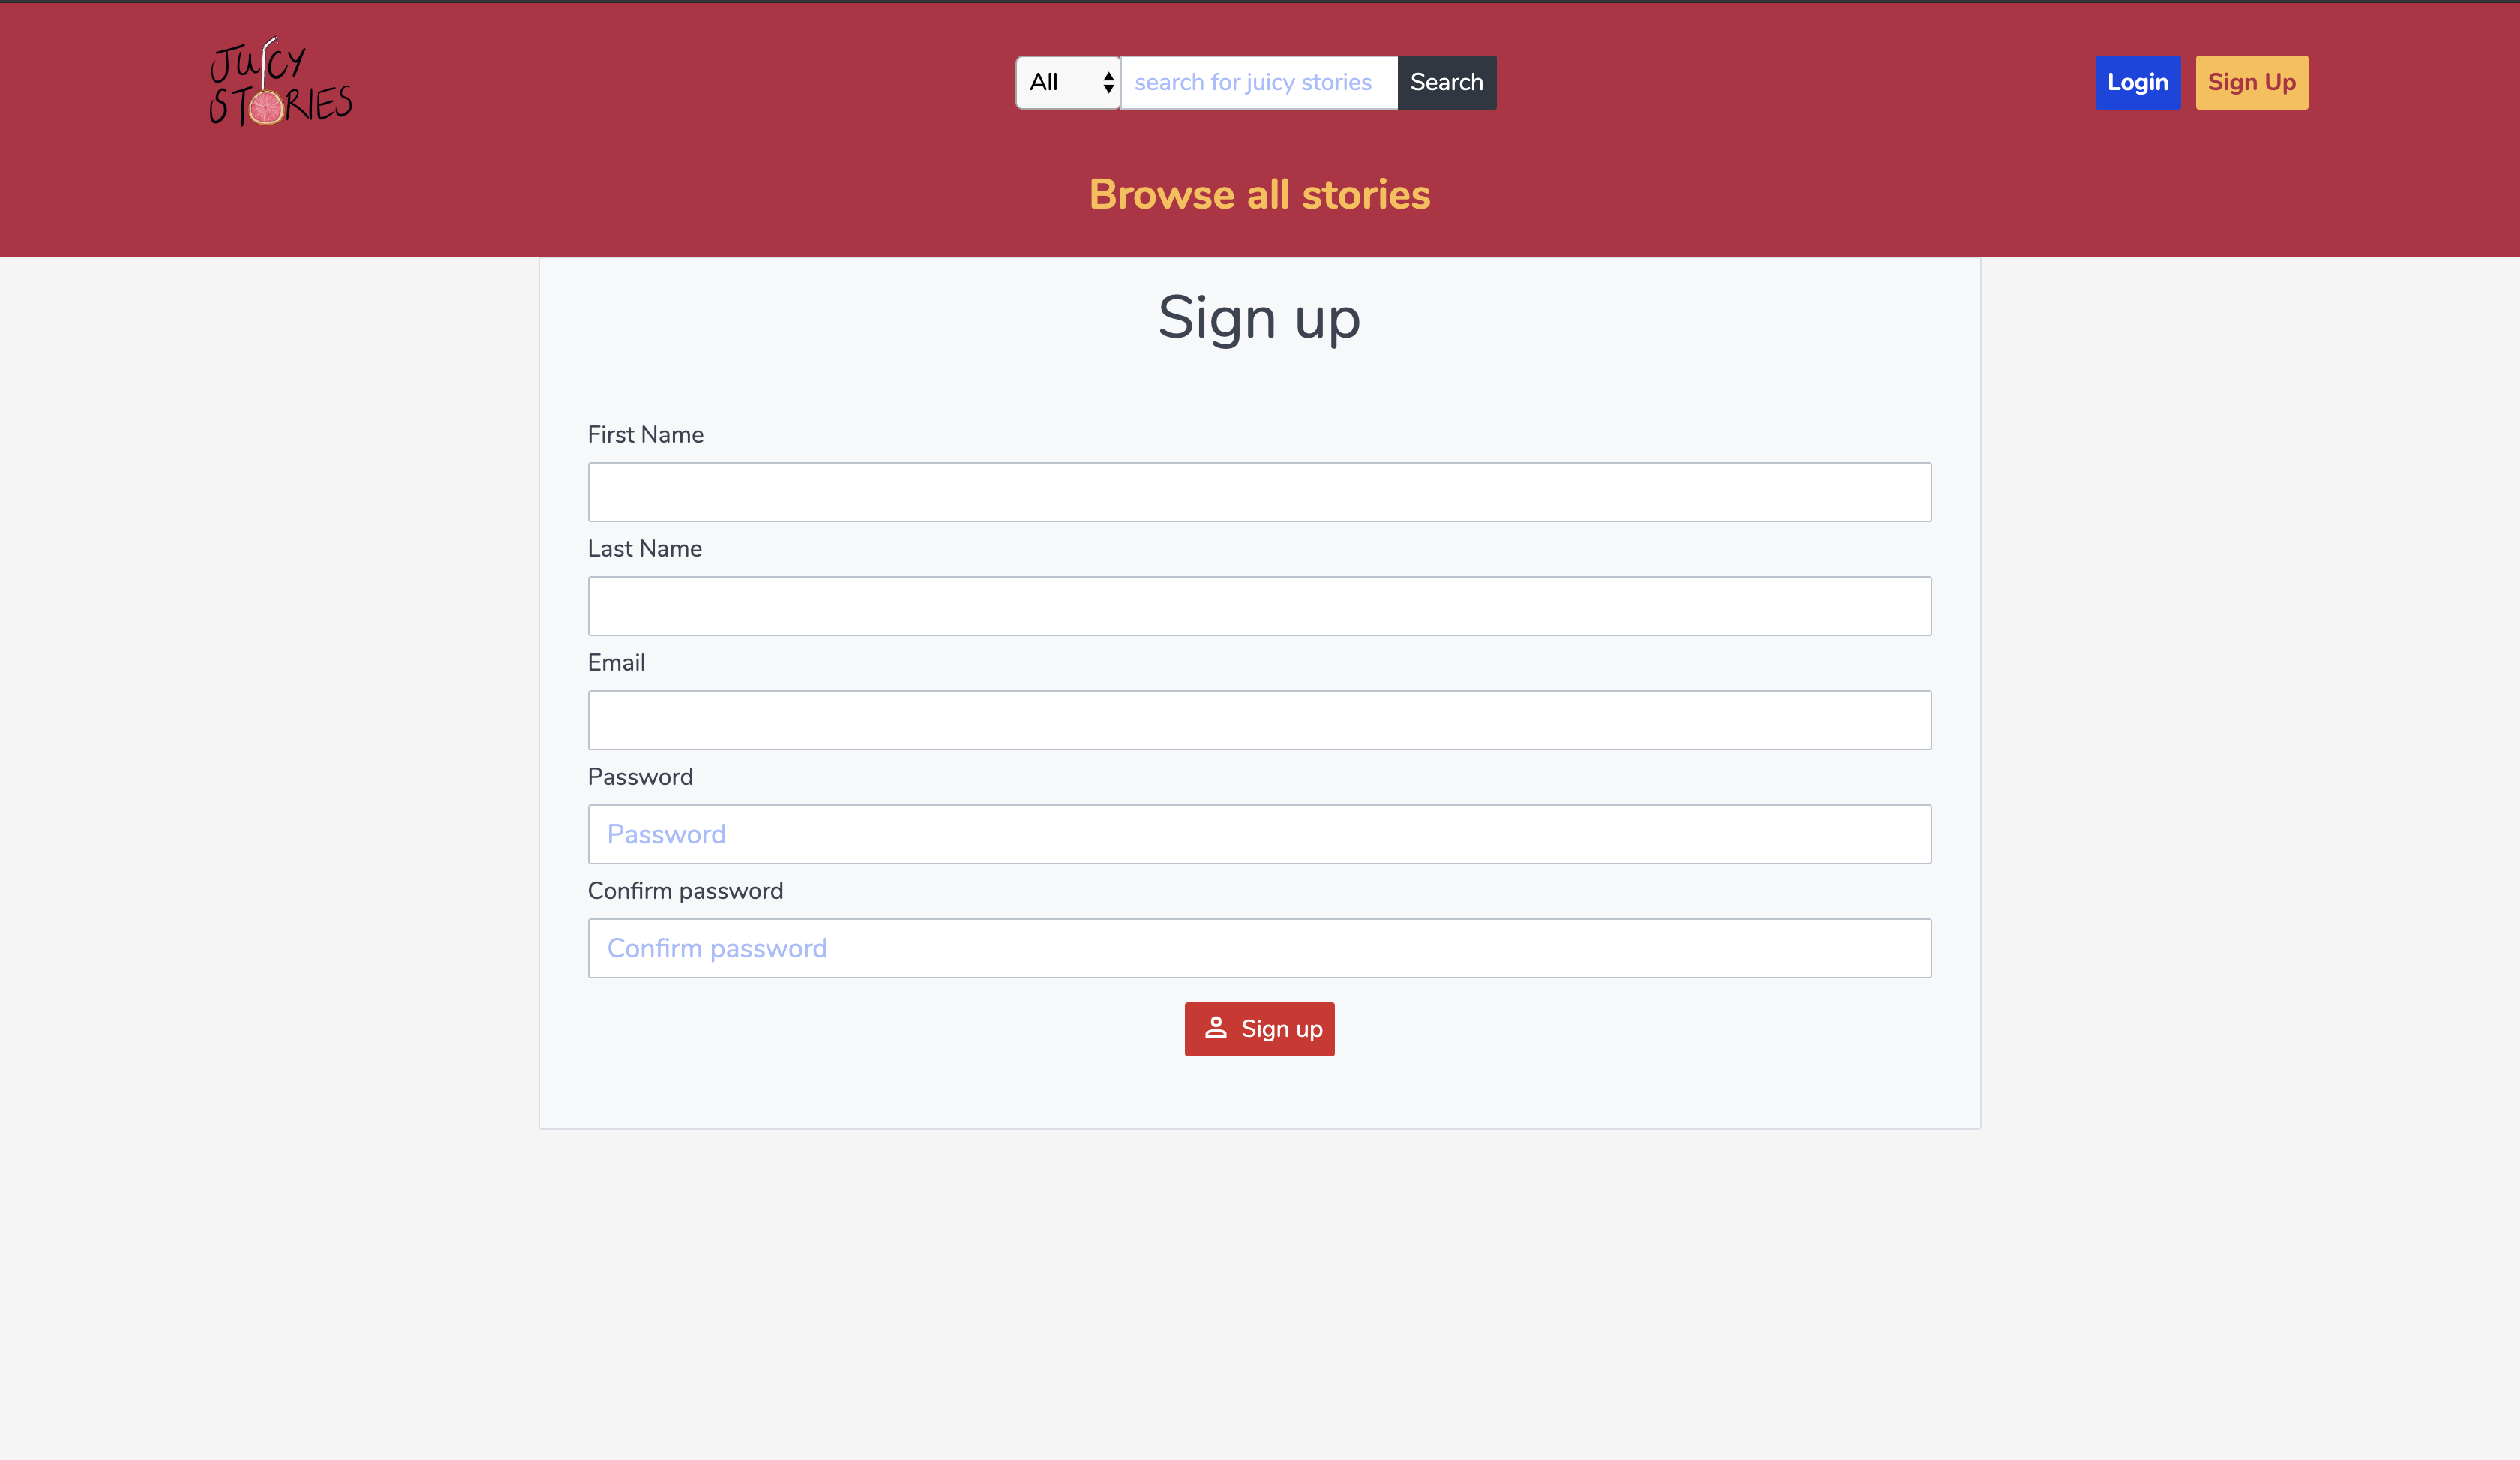 JUICY
STORIES
All
search for juicy stories
Search
Login
Sign Up
Browse all stories
Sign up
First Name
Last Name
Email
Password
Password
Confirm password
Confirm password
Sign up